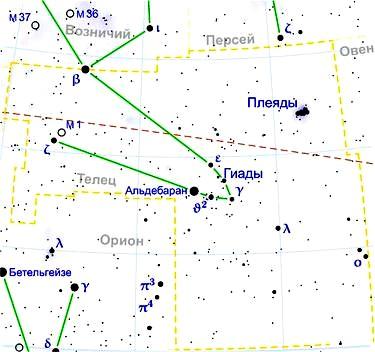 М 37
М 36
Возничий
ι
Персей
ζ
Овен
β
Плеяды
М 1
ζ
ε
Гиады
Телец
Альдебаран
γ
ϑ²
λ
Орион
λ
ο
Бетельгейзе
γ
π³
π⁴
δ